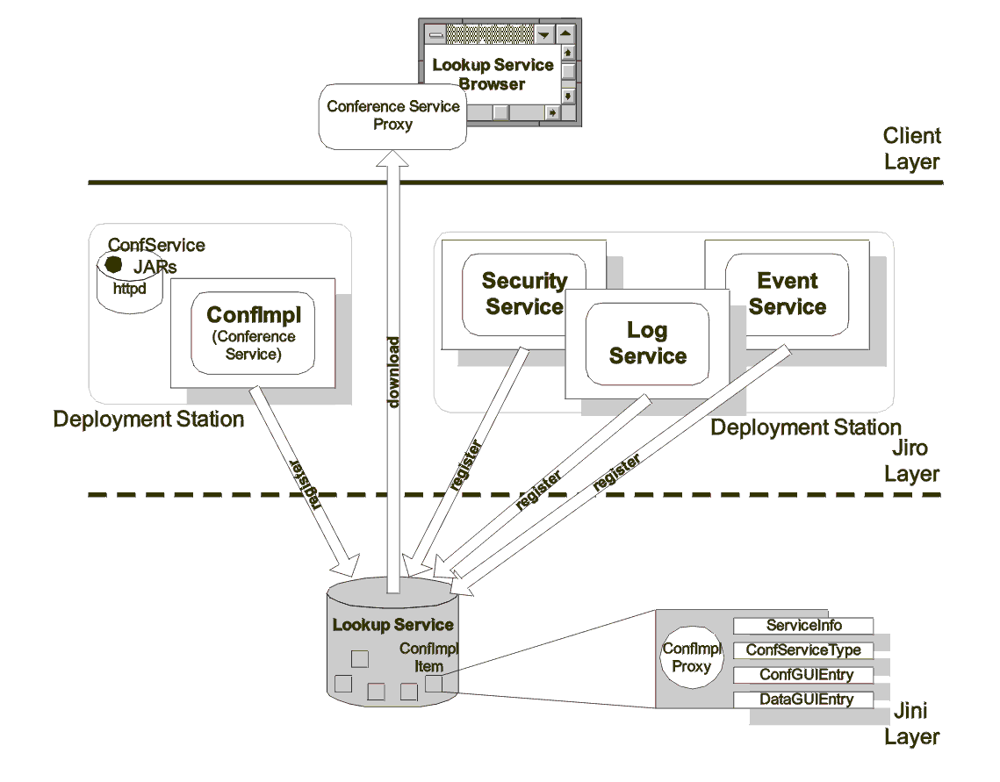 Lookup Service
Browser
Conference Service
Proxy
Client
Layer
ConfService
JARs
httpd
ConfImpl
(Conference
Service)
Deployment Station
download
Security
Service
Log
Service
Event
Service
Deployment Station
Jiro
Layer
register
register
register
register
Lookup Service
ConfImpl
Item
ConfImpl
Proxy
ServiceInfo
ConfServiceType
ConfGUIEntry
DataGUIEntry
Jini
Layer